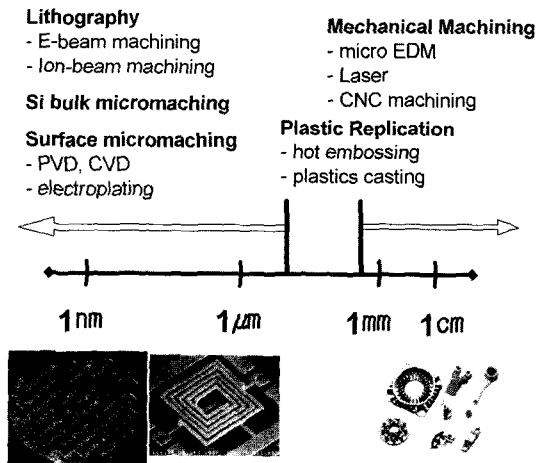 Lithography
- E-beam machining
- Ion-beam machining
Si bulk micromaching
Surface micromaching
- PVD, CVD
- electroplating
Mechanical Machining
- micro EDM
- Laser
- CNC machining
Plastic Replication
- hot embossing
- plastics casting
1nm
1μm
1mm
1cm